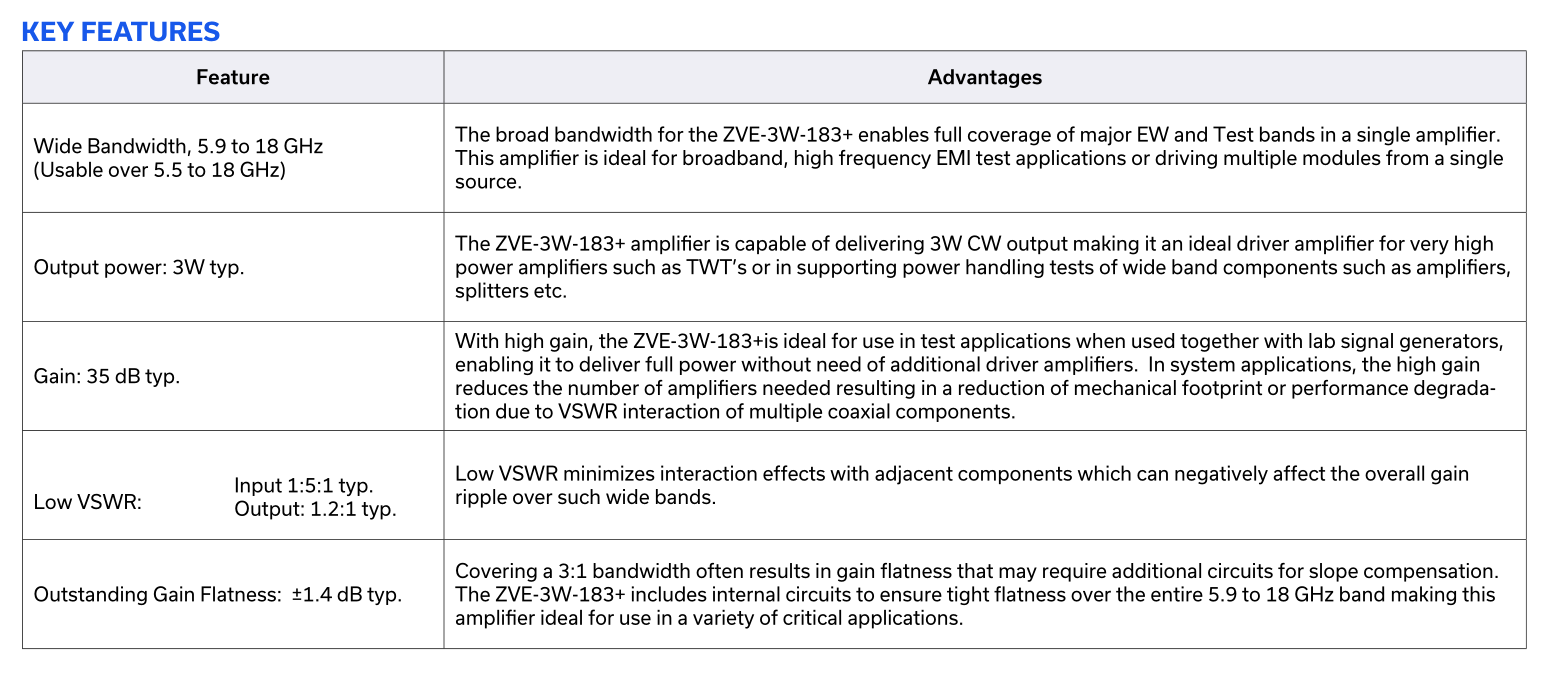 KEY FEATURES
Feature
Advantages
Wide Bandwidth, 5.9 to 18 GHz
(Usable over 5.5 to 18 GHz)
The broad bandwidth for the ZVE-3W-183+ enables full coverage of major EW and Test bands in a single amplifier.
This amplifier is ideal for broadband, high frequency EMI test applications or driving multiple modules from a single
source.
Output power: 3W typ.
The ZVE-3W-183+ amplifier is capable of delivering 3W CW output making it an ideal driver amplifier for very high
power amplifiers such as TWT's or in supporting power handling tests of wide band components such as amplifiers,
splitters etc.
Gain: 35 dB typ.
With high gain, the ZVE-3W-183+is ideal for use in test applications when used together with lab signal generators,
enabling it to deliver full power without need of additional driver amplifiers.  In system applications, the high gain
reduces the number of amplifiers needed resulting in a reduction of mechanical footprint or performance degrada-
tion due to VSWR interaction of multiple coaxial components.
Low VSWR:
Input 1:5:1 typ.
Output: 1.2:1 typ.
Low VSWR minimizes interaction effects with adjacent components which can negatively affect the overall gain
ripple over such wide bands.
Outstanding Gain Flatness:  ±1.4 dB typ.
Covering a 3:1 bandwidth often results in gain flatness that may require additional circuits for slope compensation.
The ZVE-3W-183+ includes internal circuits to ensure tight flatness over the entire 5.9 to 18 GHz band making this
amplifier ideal for use in a variety of critical applications.